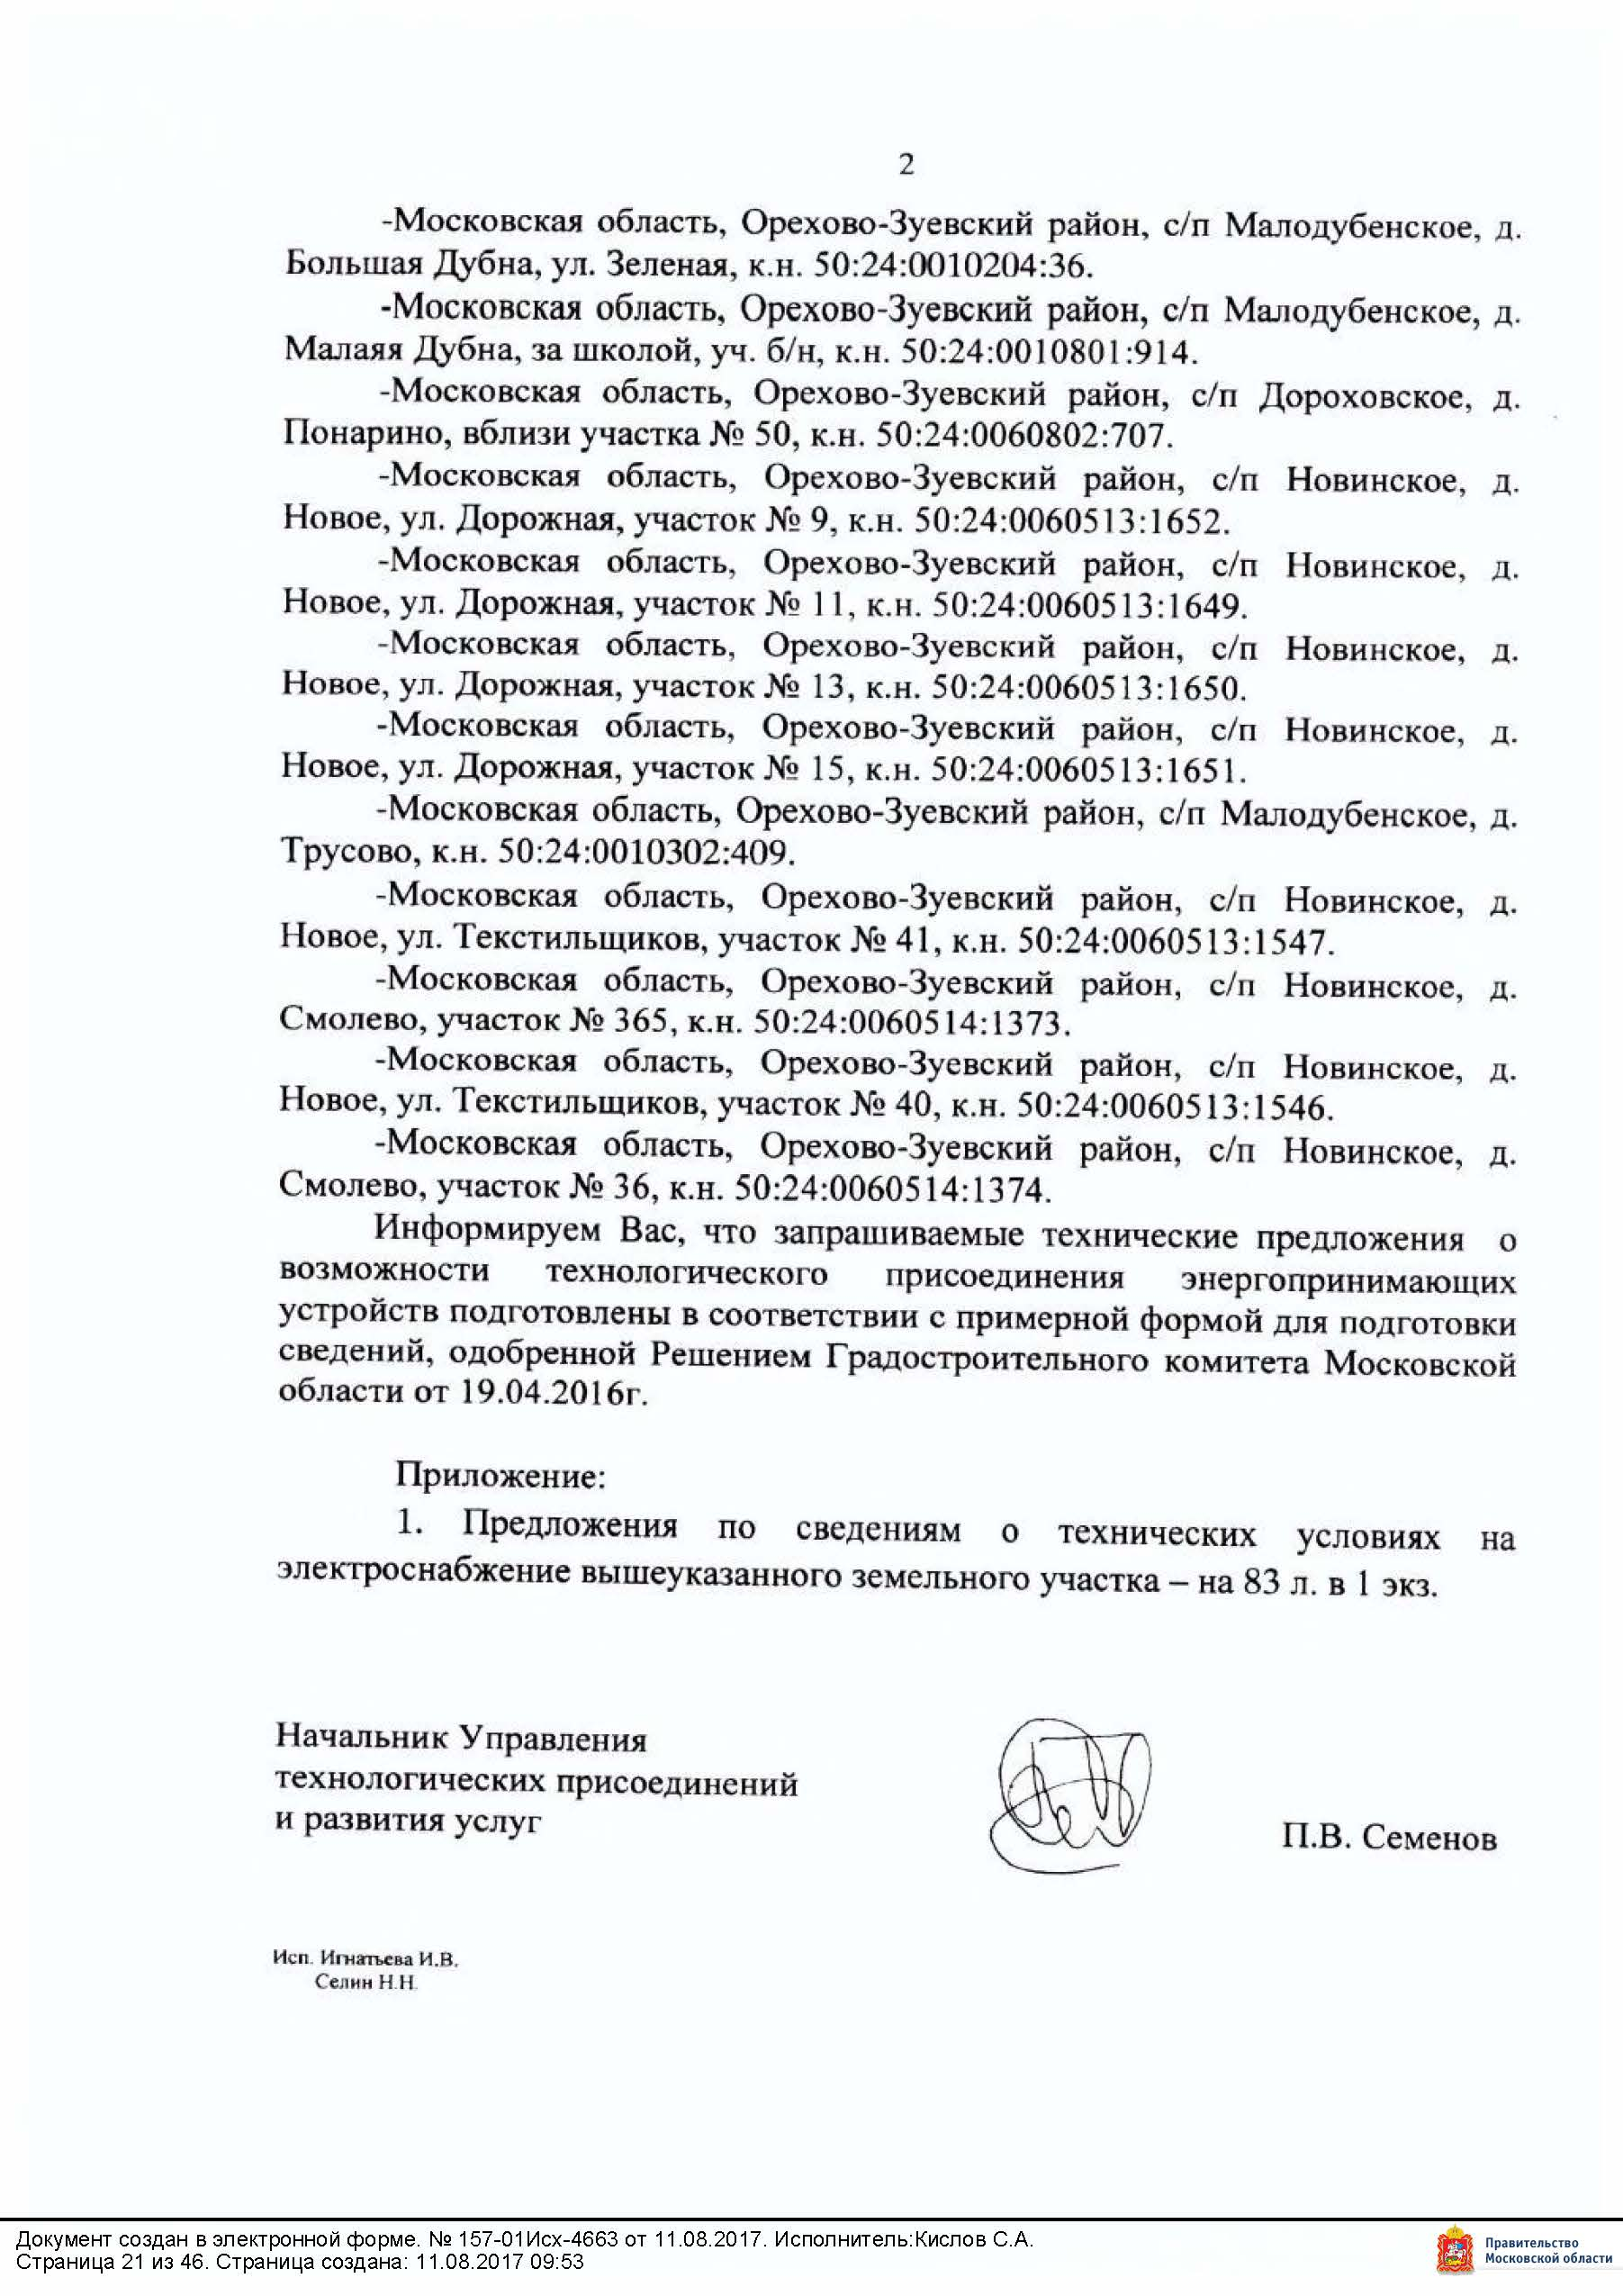 2
-Московская область, Орехово-Зуевский район, с/п Малодубенское, д.
Большая Дубна, ул. Зеленая, к.н. 50:24:0010204:36.
-Московская область, Орехово-Зуевский район, с/п Малодубенское, д.
Малаяя Дубна, за школой, уч. б/н, к.н. 50:24:0010801:914.
-Московская область, Орехово-Зуевский район, с/п Дороховское, д.
Понарино, вблизи участка № 50, к.н. 50:24:0060802:707.
-Московская область, Орехово-Зуевский район, с/п Новинское, д.
Новое, ул. Дорожная, участок № 9, к.н. 50:24:0060513:1652.
-Московская область, Орехово-Зуевский район, с/п Новинское, д.
Новое, ул. Дорожная, участок № 11, к.н. 50:24:0060513:1649.
-Московская область, Орехово-Зуевский район, с/п Новинское, д.
Новое, ул. Дорожная, участок № 13, к.н. 50:24:0060513:1650.
-Московская область, Орехово-Зуевский район, с/п Новинское, д.
Новое, ул. Дорожная, участок № 15, к.н. 50:24:0060513:1651.
-Московская область, Орехово-Зуевский район, с/п Малодубенское, д.
Трусово, к.н. 50:24:0010302:409.
-Московская область, Орехово-Зуевский район, с/п Новинское, д.
Новое, ул. Текстильщиков, участок № 41, к.н. 50:24:0060513:1547.
-Московская область, Орехово-Зуевский район, с/п Новинское, д.
Смолево, участок № 365, к.н. 50:24:0060514:1373.
-Московская область, Орехово-Зуевский район, с/п Новинское, д.
Новое, ул. Текстильщиков, участок № 40, к.н. 50:24:0060513:1546.
-Московская область, Орехово-Зуевский район, с/п Новинское, д.
Смолево, участок № 36, к.н. 50:24:0060514:1374.
Информируем Вас, что запрашиваемые технические предложения о
возможности технологического присоединения энергопринимающих
устройств подготовлены в соответствии с примерной формой для подготовки
сведений, одобренной Решением Градостроительного комитета Московской
области от 19.04.2016г.
Приложение:
1. Предложения по сведениям о технических условиях на
электроснабжение вышеуказанного земельного участка – на 83 л. в 1 экз.
Начальник Управления
технологических присоединений
и развития услуг
П.В. Семенов
Исп. Игнатьева И.В.
Селин Н.Н.
Документ создан в электронной форме. № 157-01Исх-4663 от 11.08.2017. Исполнитель:Кислов С.А.
Страница 21 из 46. Страница создана: 11.08.2017 09:53
Правительство
Московской области